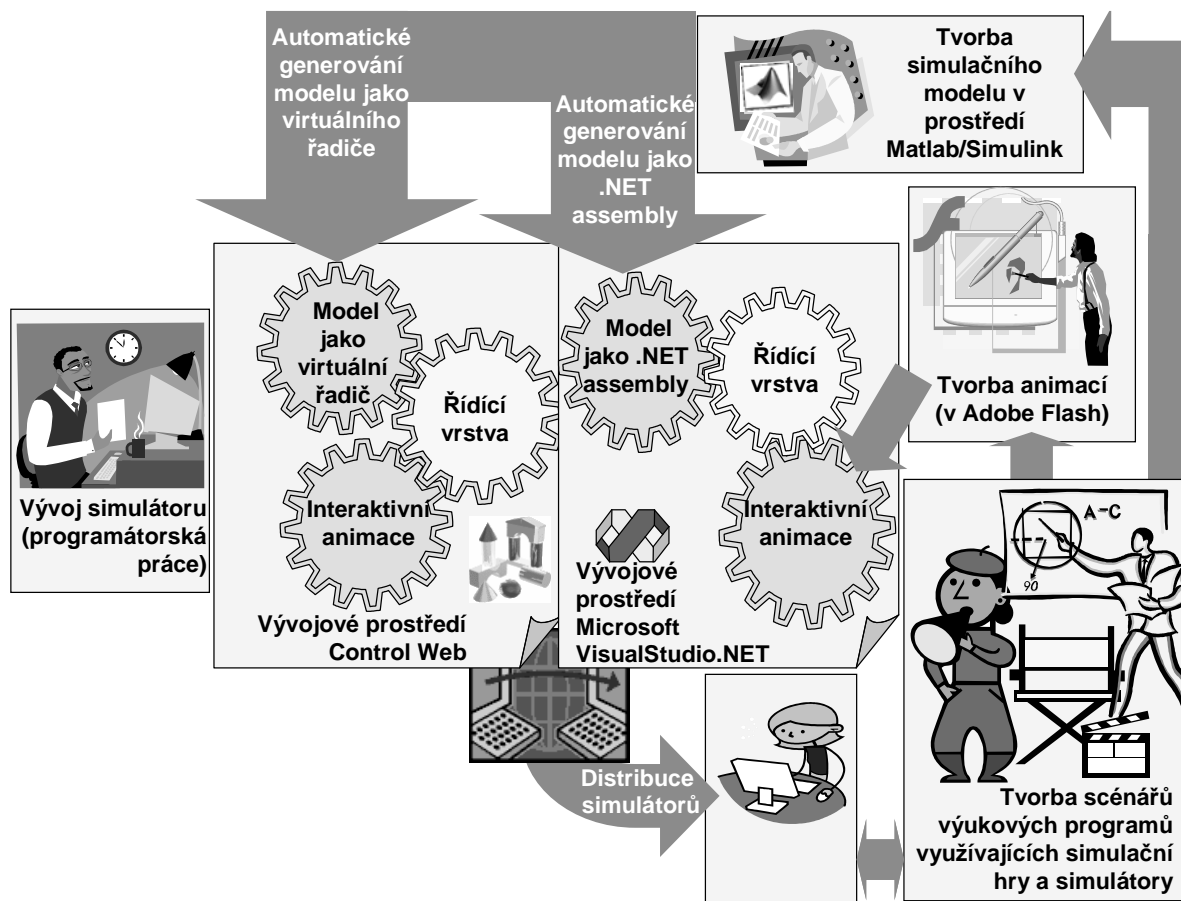 Automatické
generování
modelu jako
virtuálního
řadiče
Automatické
generování
modelu jako
.NET
assembly
Tvorba
simulačního
modelu v
prostředí
Matlab/Simulink
Tvorba animací
(v Adobe Flash)
Model
jako
virtuální
řadič
Řídící
vrstva
Interaktivní
animace
Vývojové prostředí
Control Web
Model
jako .NET
assembly
Řídící
vrstva
Interaktivní
animace
Vývojové
prostředí
Microsoft
VisualStudio.NET
Vývoj simulátoru
(programátorská
práce)
Distribuce
simulátorů
A-C
90
Tvorba scénářů
výukových programů
využívajících simulační
hry a simulátory